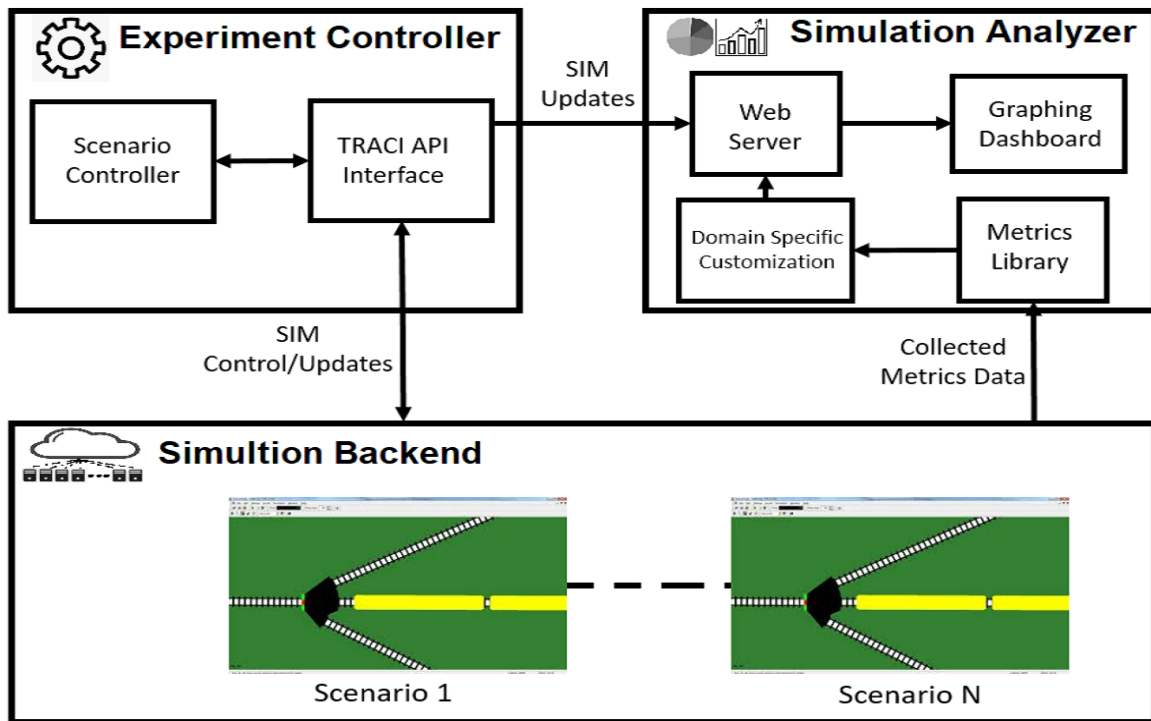 Experiment Controller
Scenario
Controller
TRACI API
Interface
SIM
Updates
Simulation Analyzer
Web
Server
Graphing
Dashboard
Domain Specific
Customization
Metrics
Library
SIM
Control/Updates
Collected
Metrics Data
Simultion Backend
Scenario 1
Scenario N